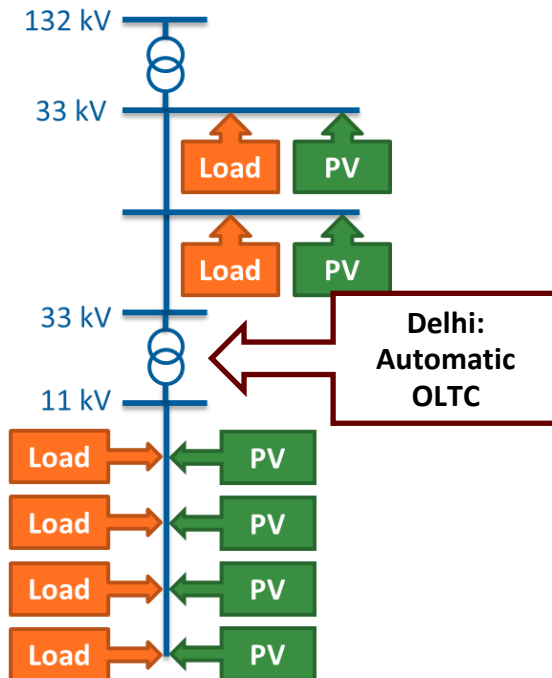 132 kV
33 kV
Load
PV
Load
PV
33 kV
Delhi:
Automatic
OLTC
11 kV
Load
PV
Load
PV
Load
PV
Load
PV